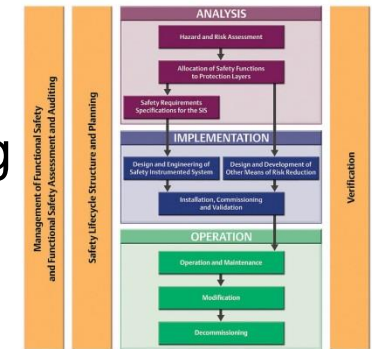 g
Management of Functional Safety
and Functional Safety Assessment and Auditing
Safety Lifecycle Structure and Planning
ANALYSIS
Hazard and Risk Assessment
Allocation of Safety Functions
to Protection Layers
Safety Requirements
Specifications for the SIS
IMPLEMENTATION
Design and Engineering of
Safety Instrumented System
Design and Development of
Other Means of Risk Reduction
Installation, Commissioning
and Validation
OPERATION
Operation and Maintenance
Modification
Decommissioning
Verification